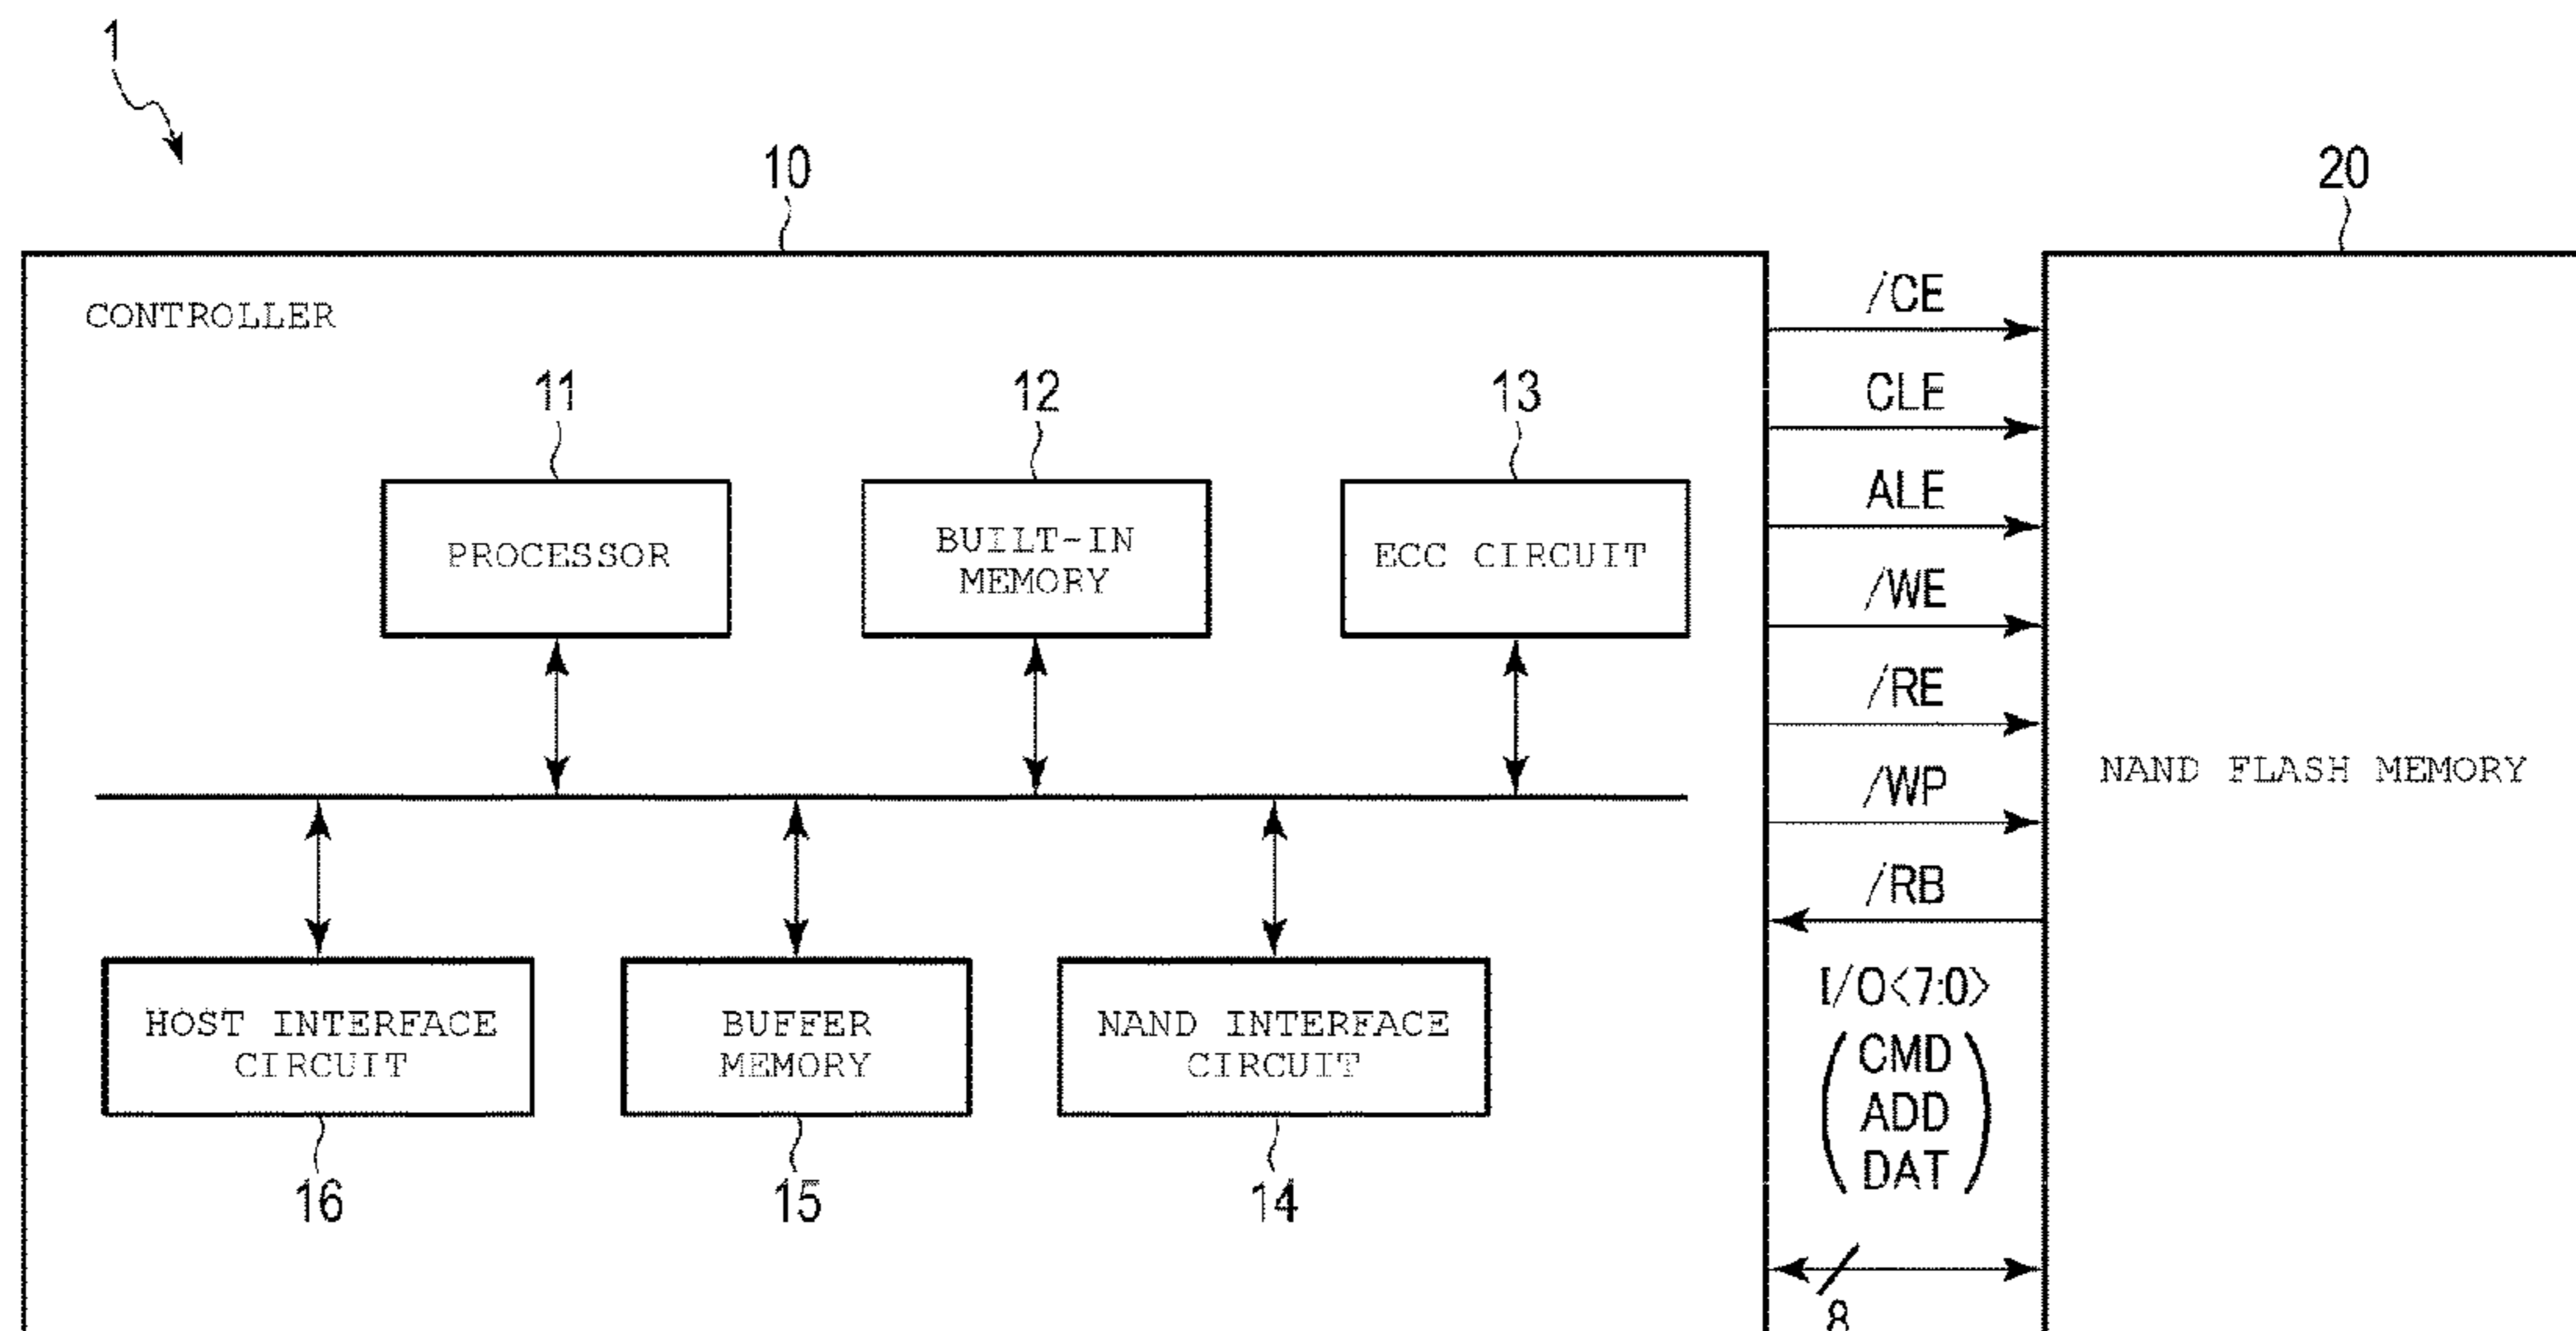 1
10
20
CONTROLLER
/CE
CLE
ALE
/WE
/RE
/WP
/RB
I/O<7:0>
CMD
ADD
DAT
8
11
12
13
PROCESSOR
BUILT-IN
MEMORY
ECC CIRCUIT
HOST INTERFACE
CIRCUIT
BUFFER
MEMORY
NAND INTERFACE
CIRCUIT
16
15
14
NAND FLASH MEMORY